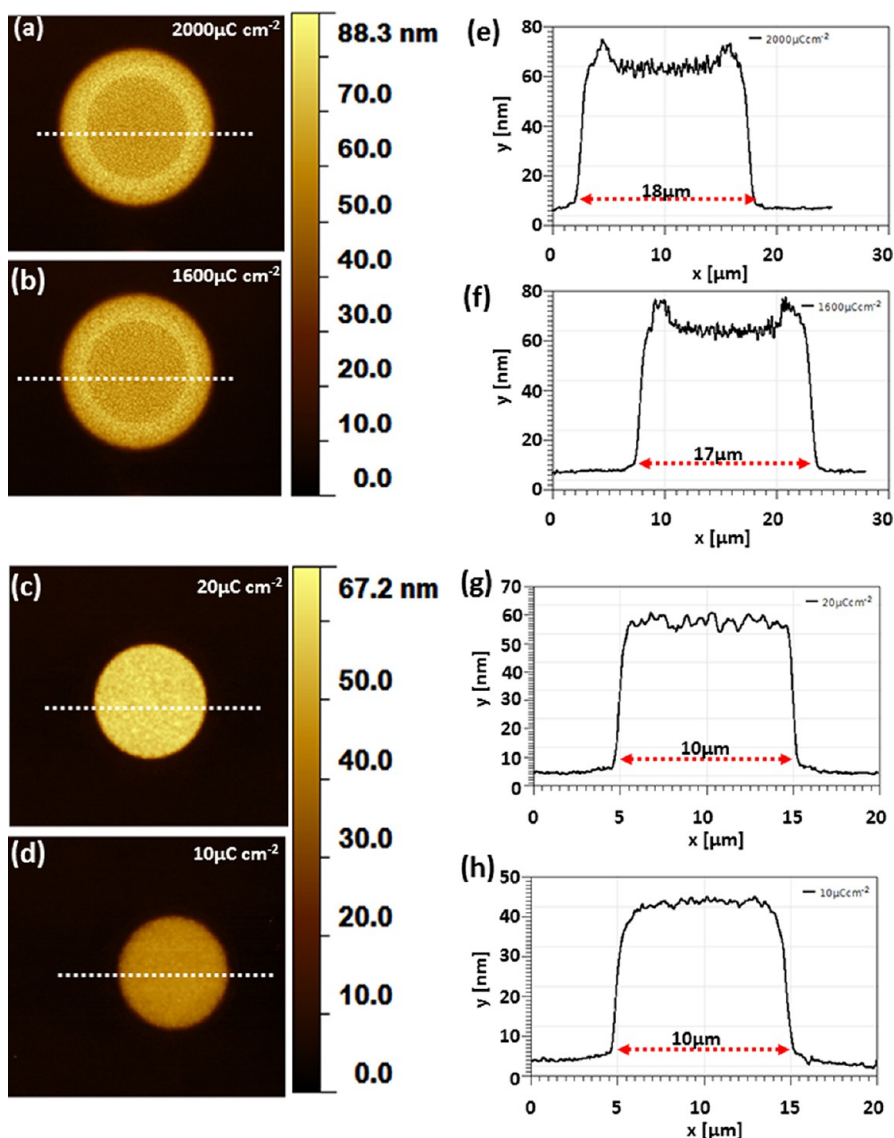 (a)
2000μC cm-2
88.3 nm
70.0
60.0
50.0
40.0
30.0
20.0
10.0
0.0
(b)
1600μC cm-2
(e)
2000μCcm-2
80
60
40
20
0
y [nm]
18μm
0 10 20 30
x [μm]
(f)
1600μCcm-2
80
60
40
20
0
y [nm]
17μm
0 10 20 30
x [μm]
(c)
20μC cm-2
67.2 nm
50.0
40.0
30.0
20.0
10.0
0.0
(d)
10μC cm-2
(g)
20μCcm-2
70
60
50
40
30
20
10
0
y [nm]
10μm
0 5 10 15 20
x [μm]
(h)
10μCcm-2
50
40
30
20
10
0
y [nm]
10μm
0 5 10 15 20
x [μm]